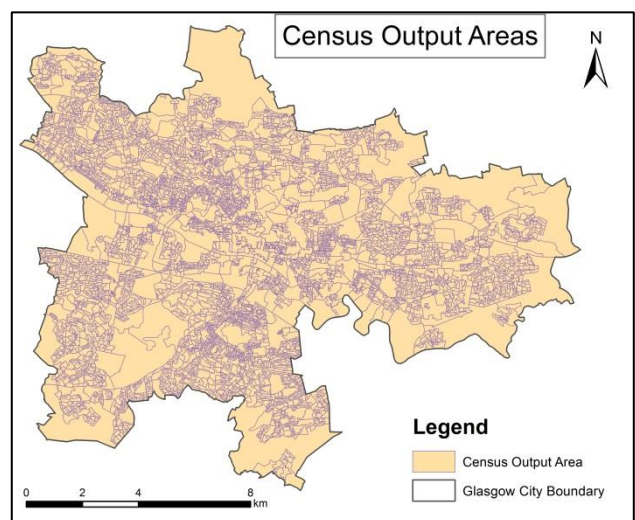 Census Output Areas
N
Legend
Census Output Area
Glasgow City Boundary
0 2 4 8
km